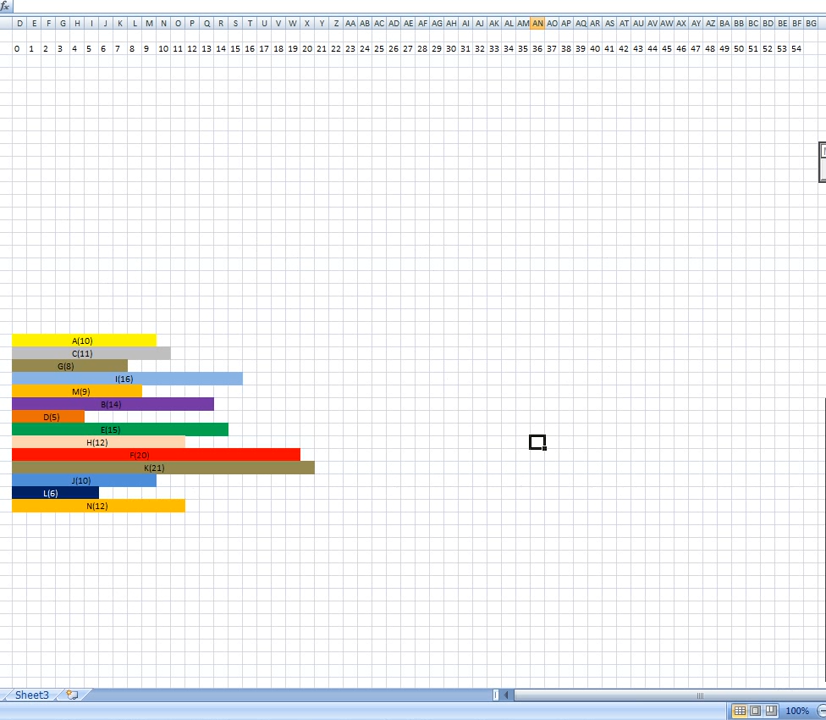 fx
D E F G H I J K L M N O P Q R S T U V W X Y Z AA AB AC AD AE AF AG AH AI AJ AK AL AM AN AO AP AQ AR AS AT AU AV AW AX AY AZ BA BB BC BD BE BF BG
0 1 2 3 4 5 6 7 8 9 10 11 12 13 14 15 16 17 18 19 20 21 22 23 24 25 26 27 28 29 30 31 32 33 34 35 36 37 38 39 40 41 42 43 44 45 46 47 48 49 50 51 52 53 54
A(10)
C(11)
G(8)
I(16)
M(9)
B(14)
D(5)
E(15)
H(12)
F(20)
K(21)
J(10)
L(6)
N(12)
Sheet3
100%